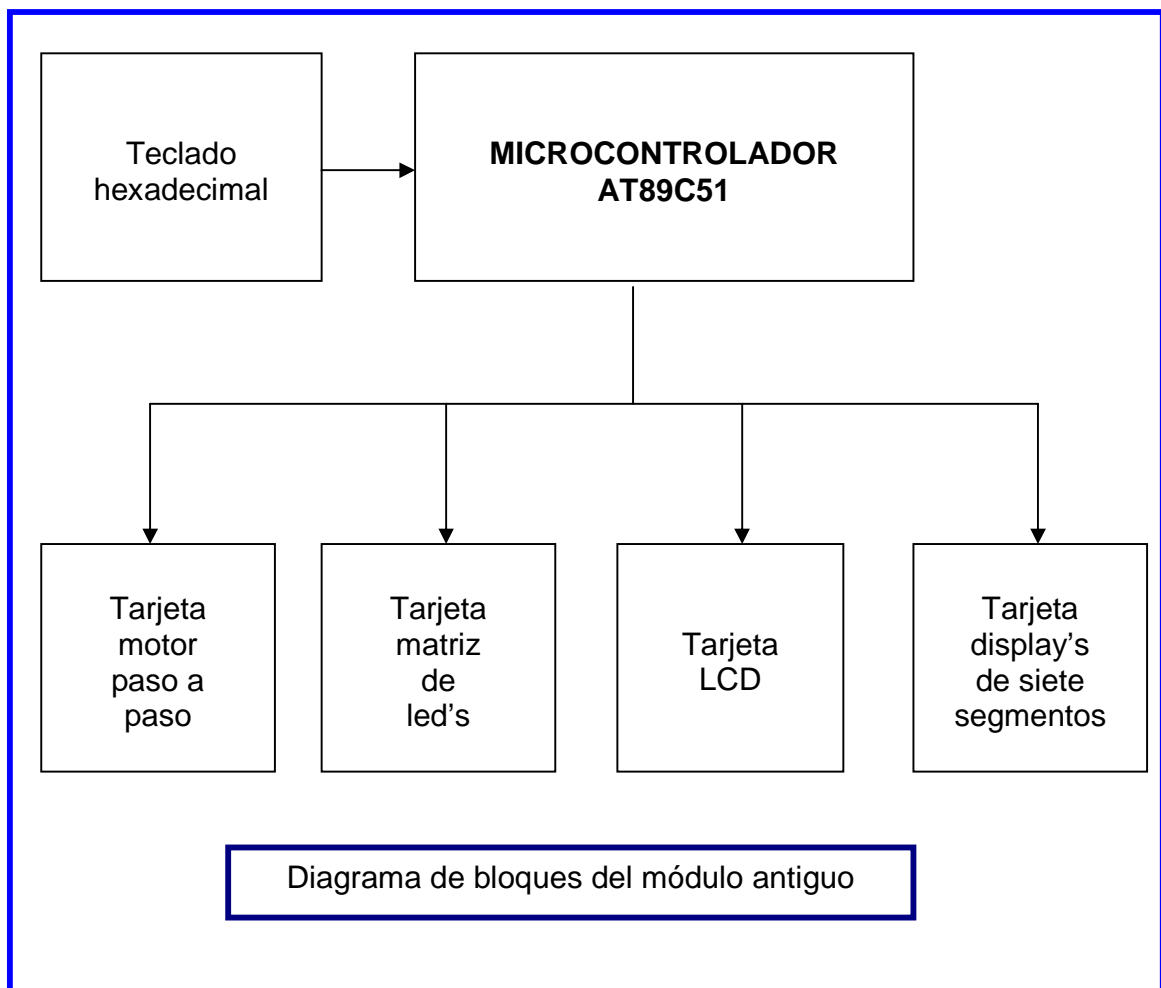 Teclado
hexadecimal
MICROCONTROLADOR
AT89C51
Tarjeta
motor
paso a
paso
Tarjeta
matriz
de
led's
Tarjeta
LCD
Tarjeta
display's
de siete
segmentos
Diagrama de bloques del módulo antiguo